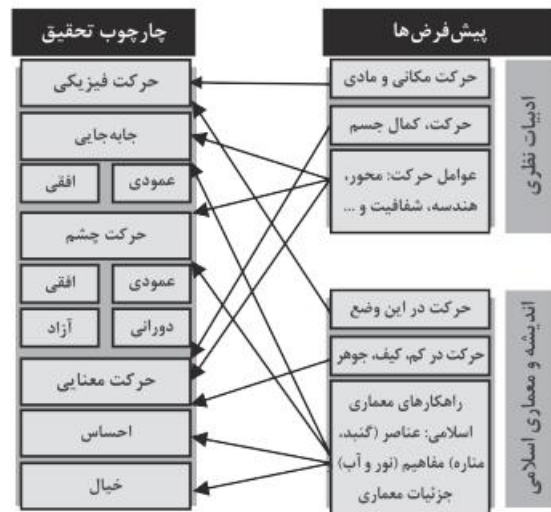 پیش‌فرض‌ها
ادبیات نظری
حرکت مکانی و مادی
حرکت، کمال جسم
عوامل حرکت: محور،
هندسه، شفافیت و ...
اندیشه و معماری اسلامی
حرکت در این وضع
حرکت در کم، کیف، جوهر
راهکارهای معماری
اسلامی: عناصر (گنبد،
مناره) مفاهیم (نور و آب)
جزئیات معماری
چارچوب تحقیق
حرکت فیزیکی
جابه‌جایی
عمودی
افقی
حرکت چشم
عمودی
افقی
دورانی
آزاد
حرکت معنایی
احساس
خیال